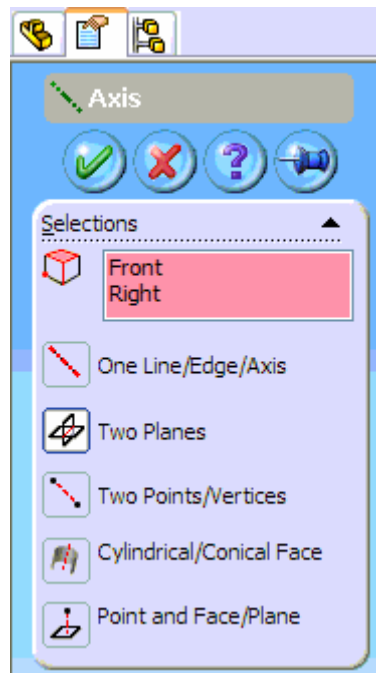 Axis
Selections
Front
Right
One Line/Edge/Axis
Two Planes
Two Points/Vertices
Cylindrical/Conical Face
Point and Face/Plane